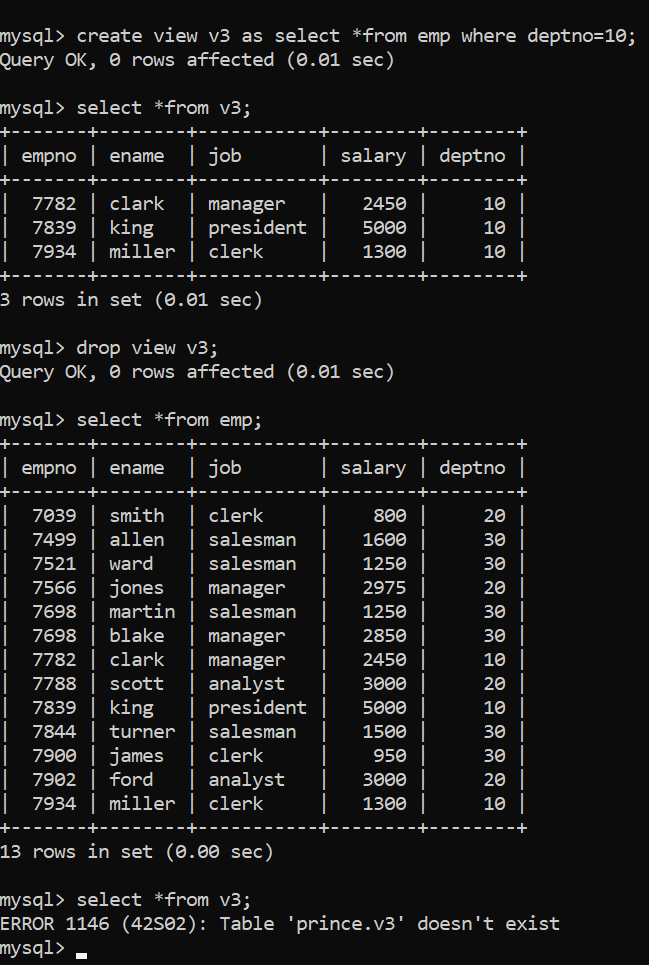 mysql> create view v3 as select *from emp where deptno=10;
Query OK, 0 rows affected (0.01 sec)
mysql> select *from v3;
+-------+--------+-----------+--------+--------+
| empno | ename  | job       | salary | deptno |
+-------+--------+-----------+--------+--------+
|  7782 | clark  | manager   |   2450 |     10 |
|  7839 | king   | president |   5000 |     10 |
|  7934 | miller | clerk     |   1300 |     10 |
+-------+--------+-----------+--------+--------+
3 rows in set (0.01 sec)
mysql> drop view v3;
Query OK, 0 rows affected (0.01 sec)
mysql> select *from emp;
+-------+--------+-----------+--------+--------+
| empno | ename  | job       | salary | deptno |
+-------+--------+-----------+--------+--------+
|  7039 | smith  | clerk     |    800 |     20 |
|  7499 | allen  | salesman  |   1600 |     30 |
|  7521 | ward   | salesman  |   1250 |     30 |
|  7566 | jones  | manager   |   2975 |     20 |
|  7698 | martin | salesman  |   1250 |     30 |
|  7698 | blake  | manager   |   2850 |     30 |
|  7782 | clark  | manager   |   2450 |     10 |
|  7788 | scott  | analyst   |   3000 |     20 |
|  7839 | king   | president |   5000 |     10 |
|  7844 | turner | salesman  |   1500 |     30 |
|  7900 | james  | clerk     |    950 |     30 |
|  7902 | ford   | analyst   |   3000 |     20 |
|  7934 | miller | clerk     |   1300 |     10 |
+-------+--------+-----------+--------+--------+
13 rows in set (0.00 sec)
mysql> select *from v3;
ERROR 1146 (42S02): Table 'prince.v3' doesn't exist
mysql>